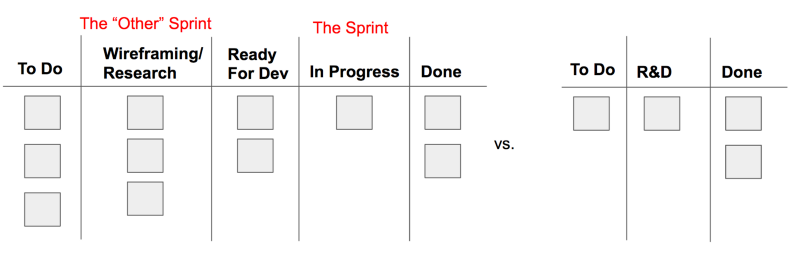 The “Other” Sprint
The Sprint
To Do
Wireframing/
Research
Ready
For Dev
In Progress
Done
vs.
To Do
R&D
Done